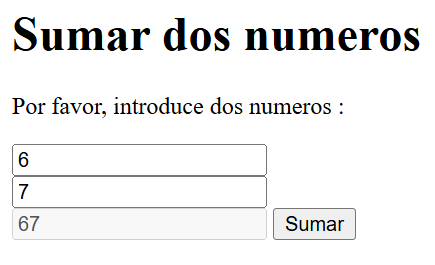 Sumar dos numeros
Por favor, introduce dos numeros :
6
7
67 Sumar